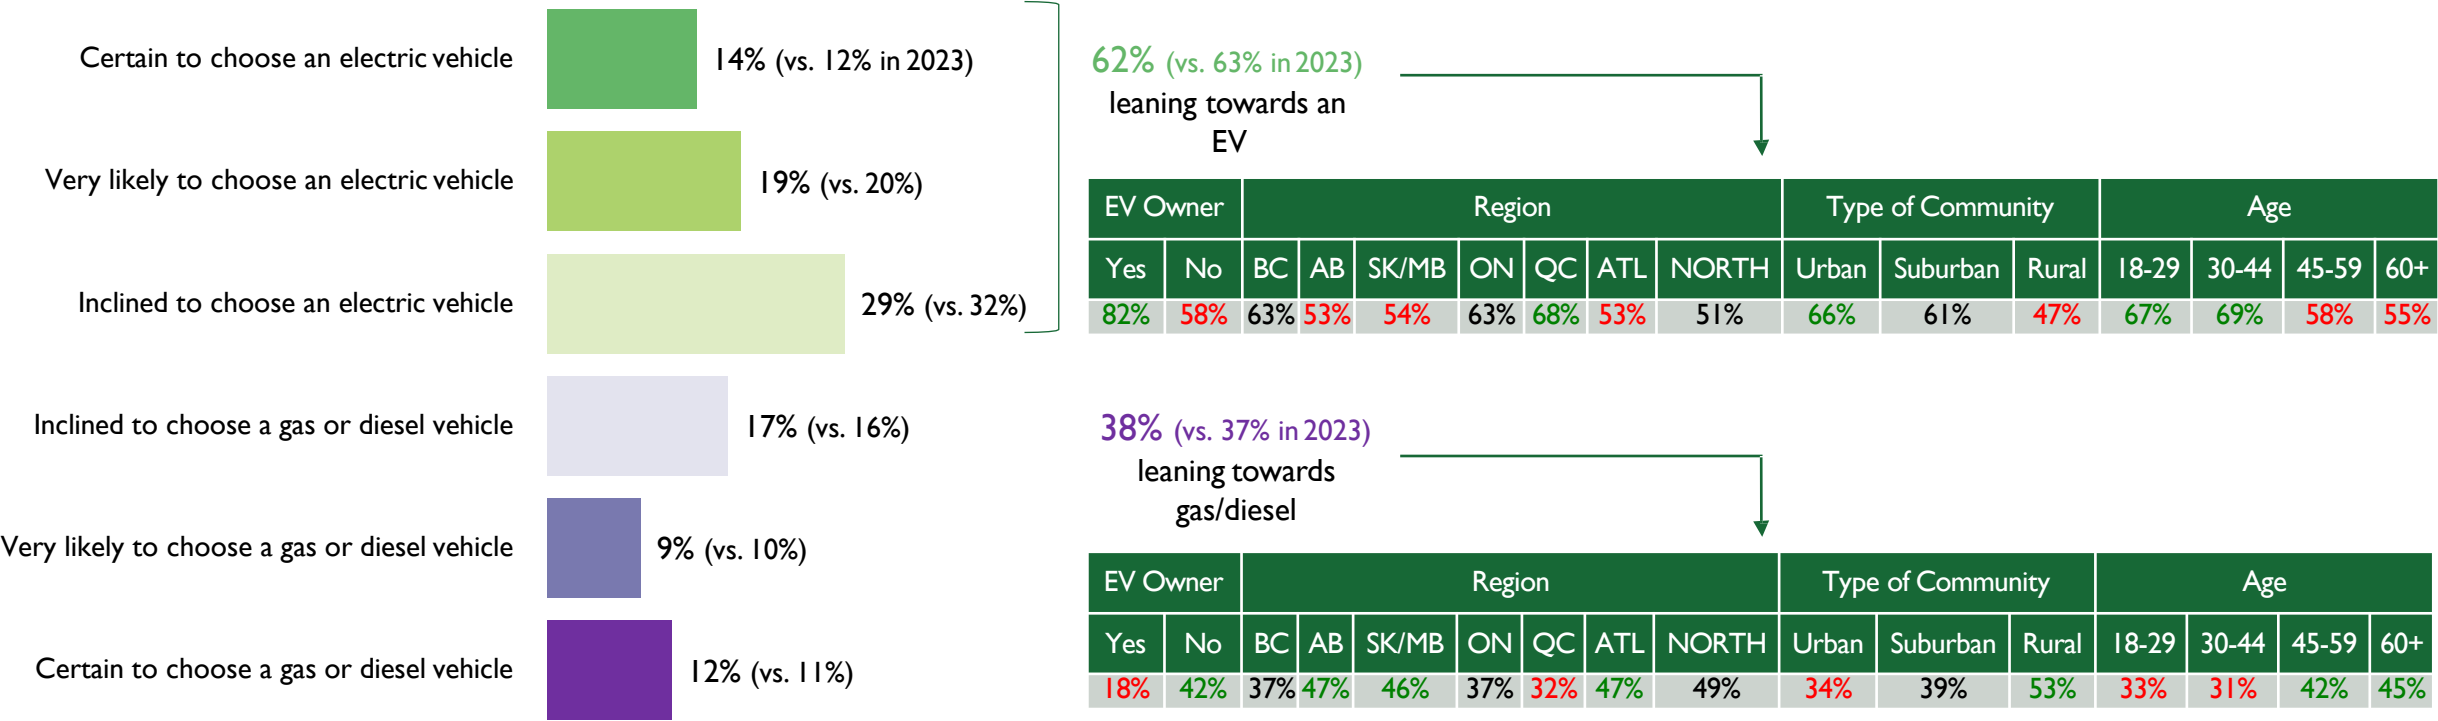 Certain to choose an electric vehicle
14% (vs. 12% in 2023)
Very likely to choose an electric vehicle
19% (vs. 20%)
Inclined to choose an electric vehicle
29% (vs. 32%)
Inclined to choose a gas or diesel vehicle
17% (vs. 16%)
Very likely to choose a gas or diesel vehicle
9% (vs. 10%)
Certain to choose a gas or diesel vehicle
12% (vs. 11%)
62% (vs. 63% in 2023)
leaning towards an
EV
EV Owner Region Type of Community Age
Yes No BC AB SK/MB ON QC ATL NORTH Urban Suburban Rural 18-29 30-44 45-59 60+
82% 58% 63% 53% 54% 63% 68% 53% 51% 66% 61% 47% 67% 69% 58% 55%
38% (vs. 37% in 2023)
leaning towards
gas/diesel
EV Owner Region Type of Community Age
Yes No BC AB SK/MB ON QC ATL NORTH Urban Suburban Rural 18-29 30-44 45-59 60+
18% 42% 37% 47% 46% 37% 32% 47% 49% 34% 39% 53% 33% 31% 42% 45%